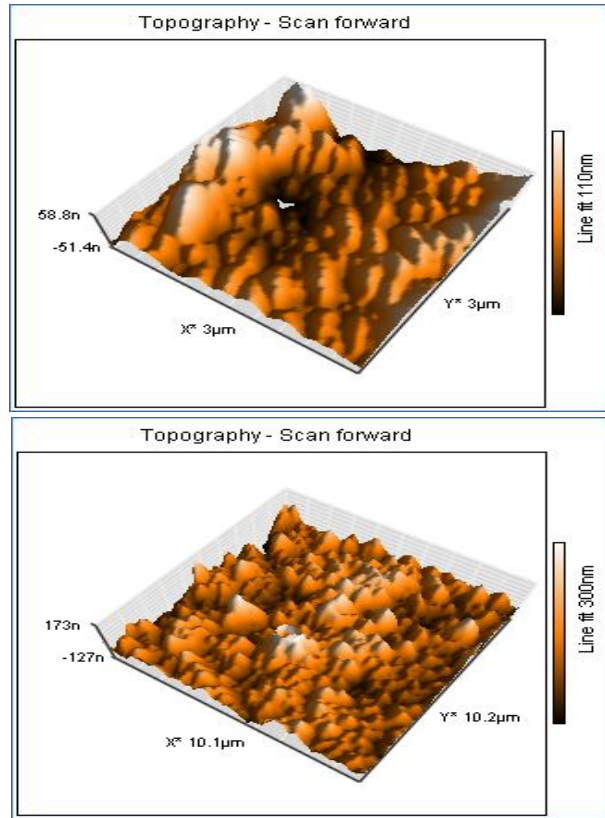 Topography - Scan forward
58.8n
-51.4n
X* 3µm
Y* 3µm
Line fit 110nm
Topography - Scan forward
173n
-127n
X* 10.1µm
Y* 10.2µm
Line fit 300nm